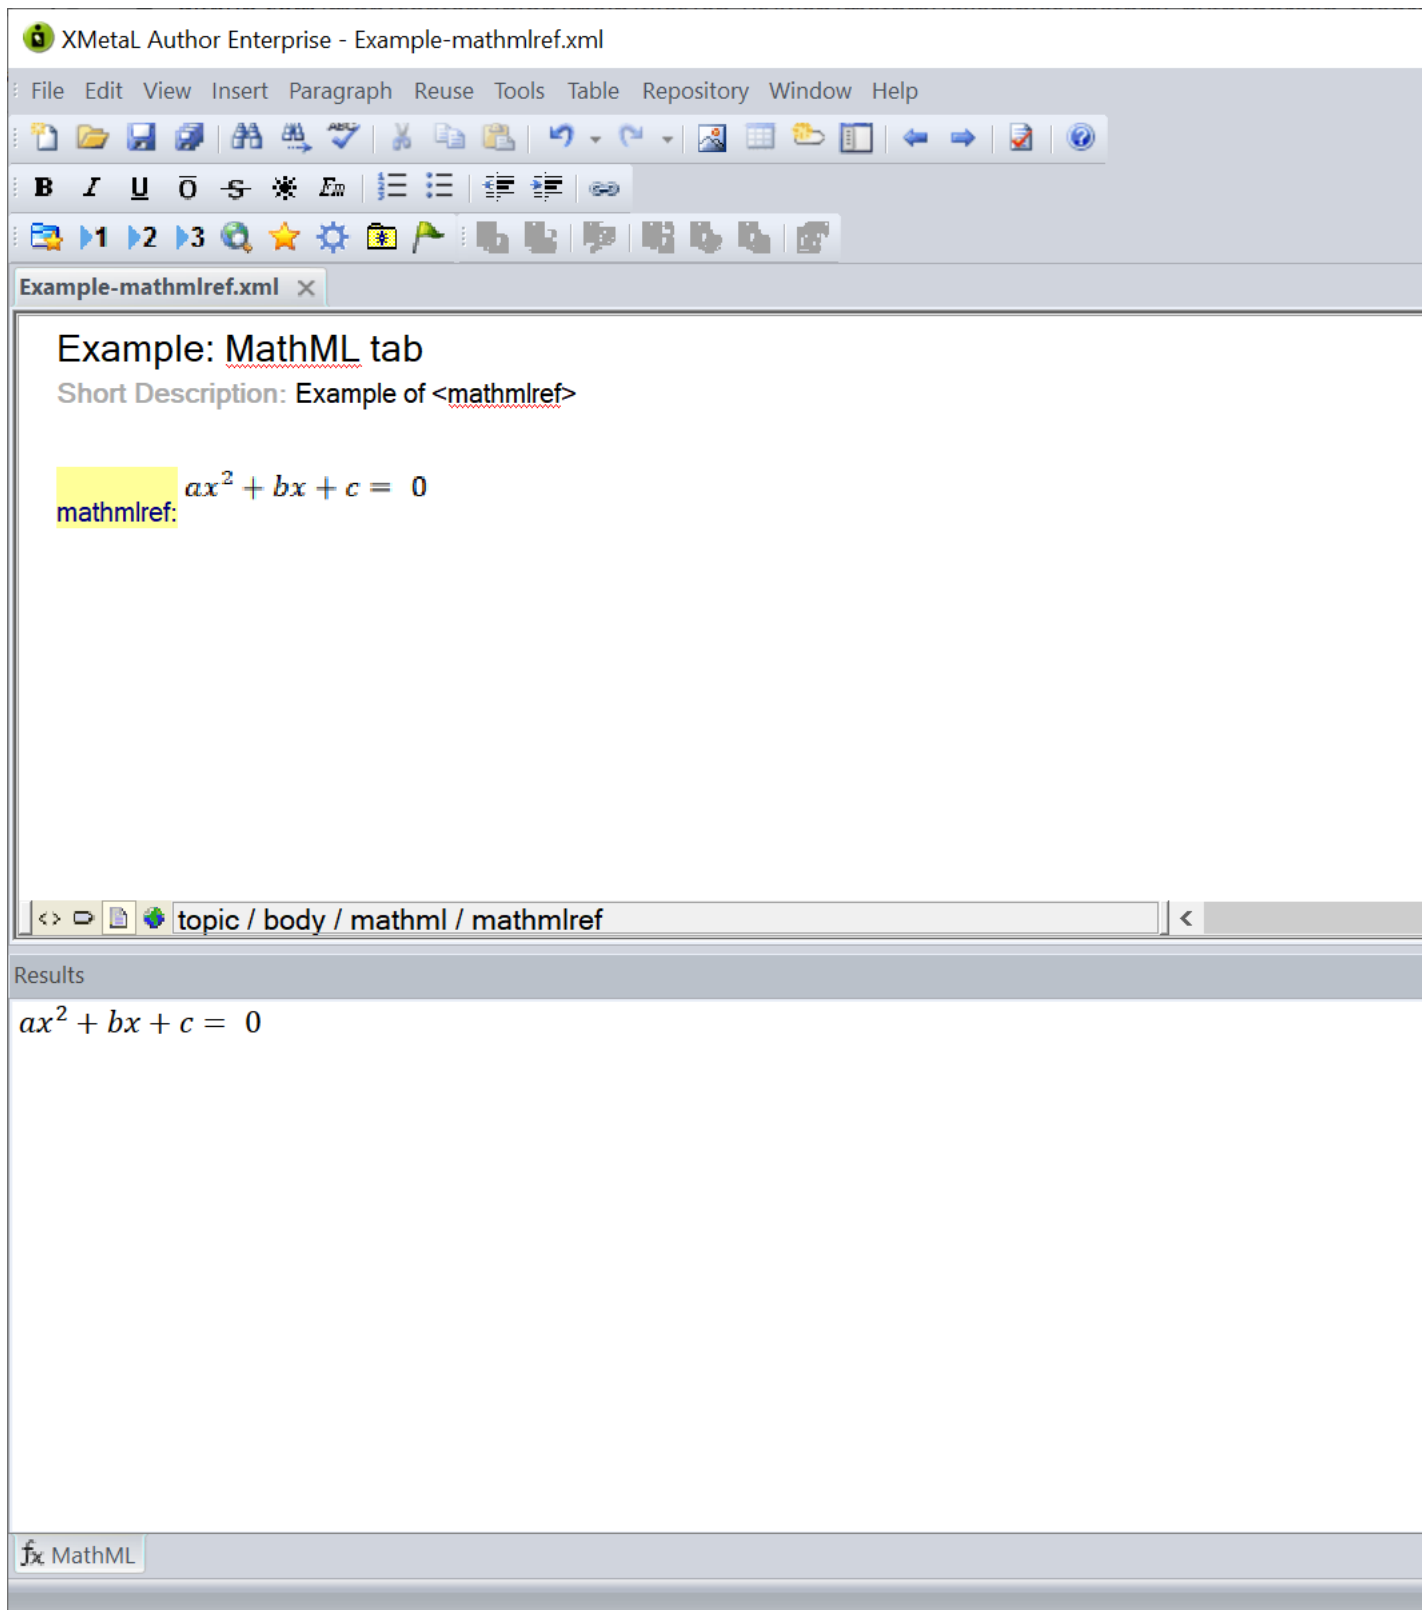 XMetaL Author Enterprise - Example-mathmlref.xml
File Edit View Insert Paragraph Reuse Tools Table Repository Window Help
ABC
B I U O S Em
1 2 3
Example-mathmlref.xml
Example: MathML tab
Short Description: Example of <mathmlref>
mathmlref: ax² + bx + c = 0
topic / body / mathml / mathmlref
Results
ax² + bx + c = 0
fx MathML